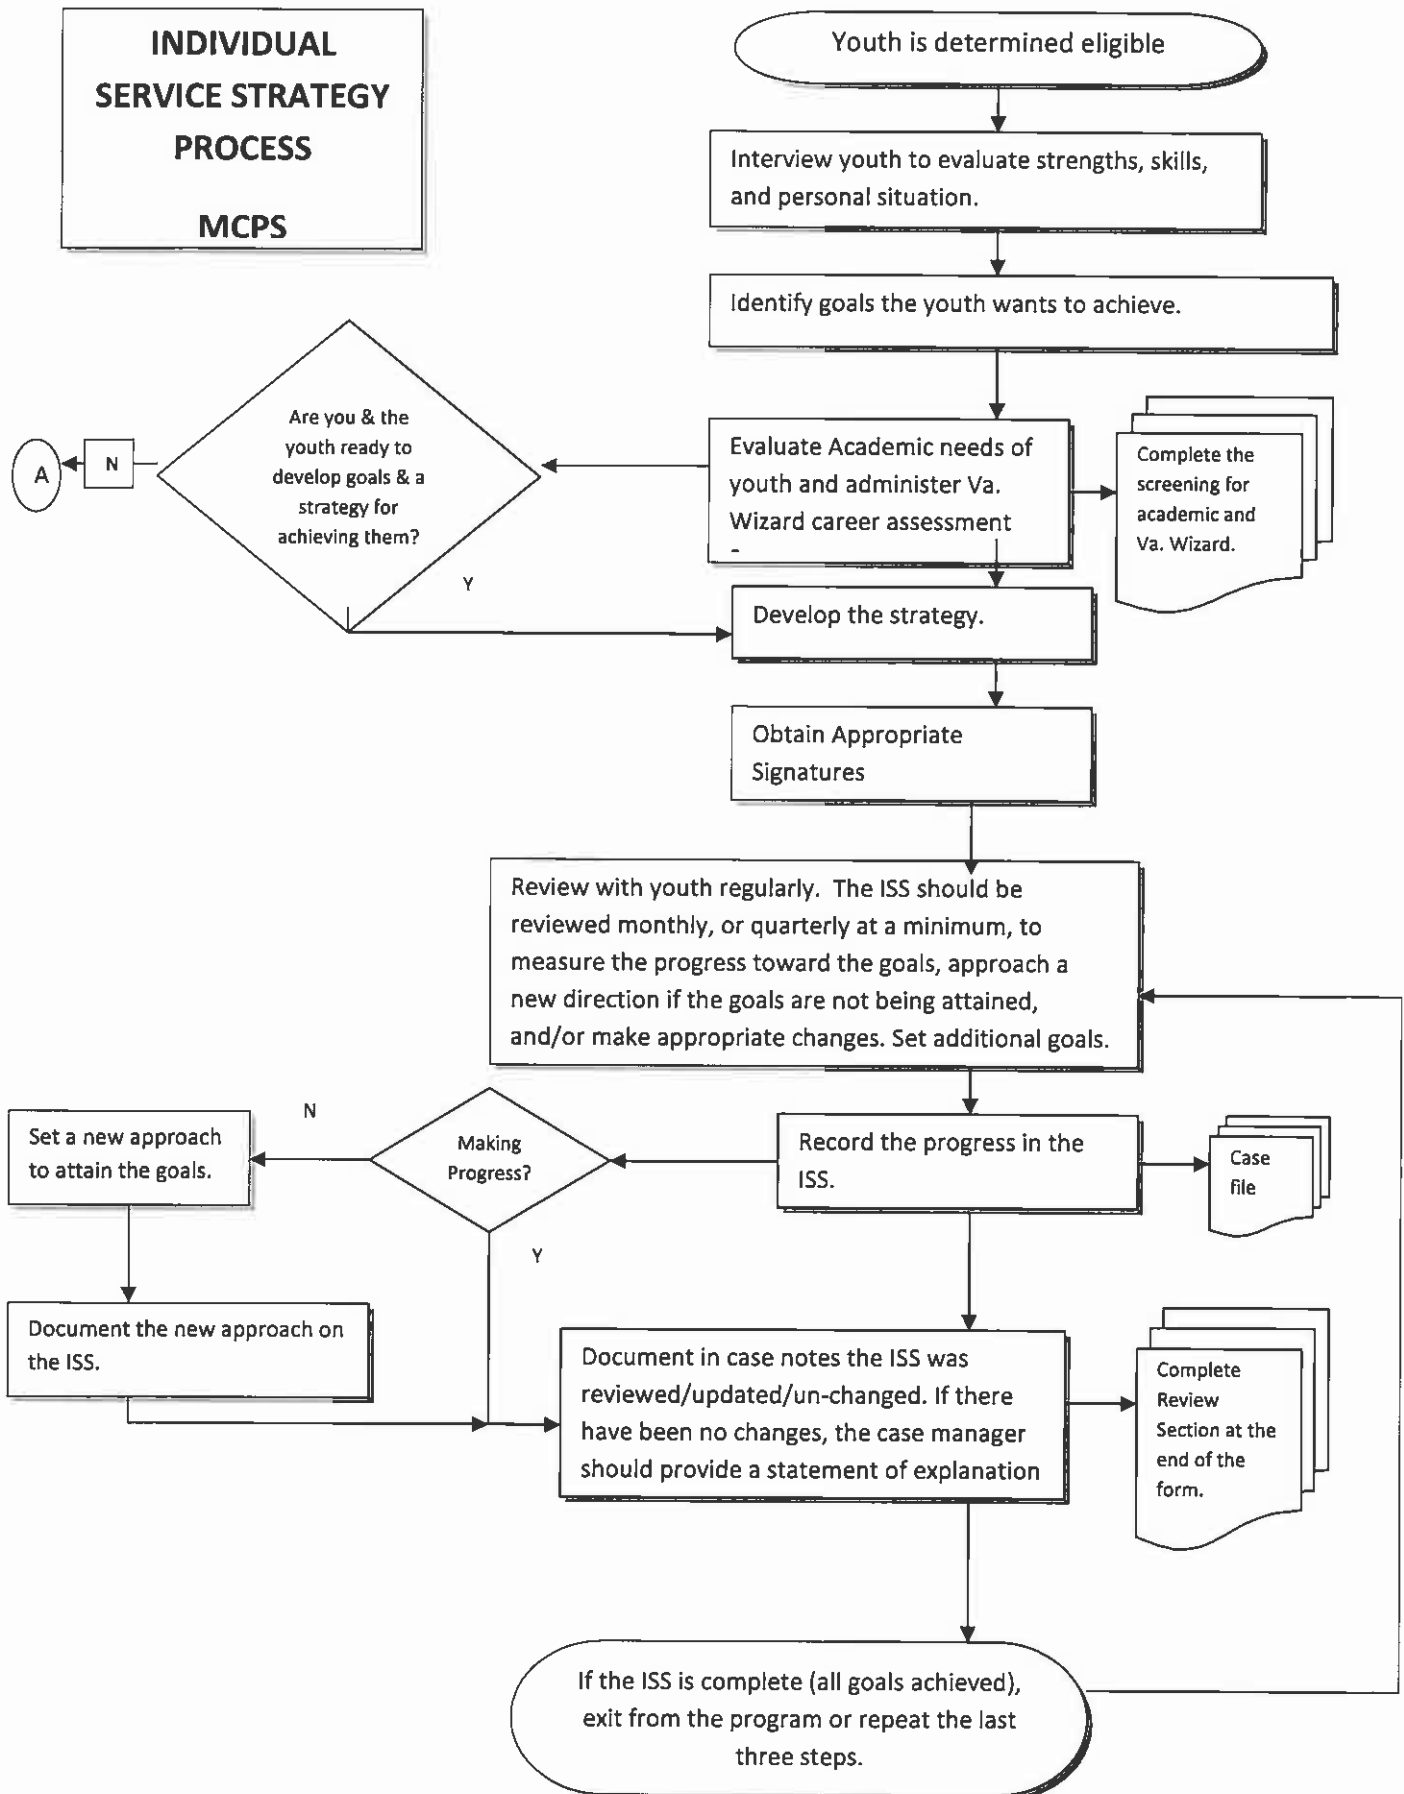 INDIVIDUAL
SERVICE STRATEGY
PROCESS
MCPS
Youth is determined eligible
Interview youth to evaluate strengths, skills,
and personal situation.
Identify goals the youth wants to achieve.
Are you & the
youth ready to
develop goals & a
strategy for
achieving them?
A
N
Y
Evaluate Academic needs of
youth and administer Va.
Wizard career assessment
Complete the
screening for
academic and
Va. Wizard.
Develop the strategy.
Obtain Appropriate
Signatures
Review with youth regularly. The ISS should be
reviewed monthly, or quarterly at a minimum, to
measure the progress toward the goals, approach a
new direction if the goals are not being attained,
and/or make appropriate changes. Set additional goals.
Set a new approach
to attain the goals.
N
Making
Progress?
Y
Record the progress in the
ISS.
Case
file
Document the new approach on
the ISS.
Document in case notes the ISS was
reviewed/updated/un-changed. If there
have been no changes, the case manager
should provide a statement of explanation
Complete
Review
Section at the
end of the
form.
If the ISS is complete (all goals achieved),
exit from the program or repeat the last
three steps.